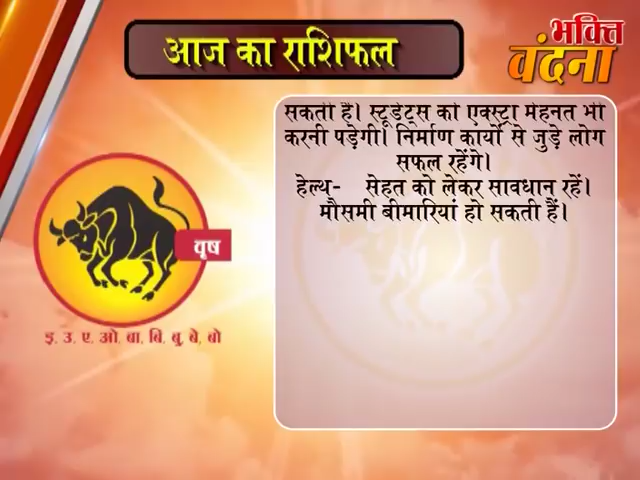 आज का राशिफल
भक्ति
वंदना
सकती है। स्टूडेंट्स को एक्स्ट्रा मेहनत भी
करनी पड़ेगी। निर्माण कार्यो से जुड़े लोग
सफल रहेंगे।
हेल्थ- सेहत को लेकर सावधान रहें।
मौसमी बीमारियां हो सकती हैं।
वृष
इ, उ, ए, ओ, वा, बि, बु, बे, बो